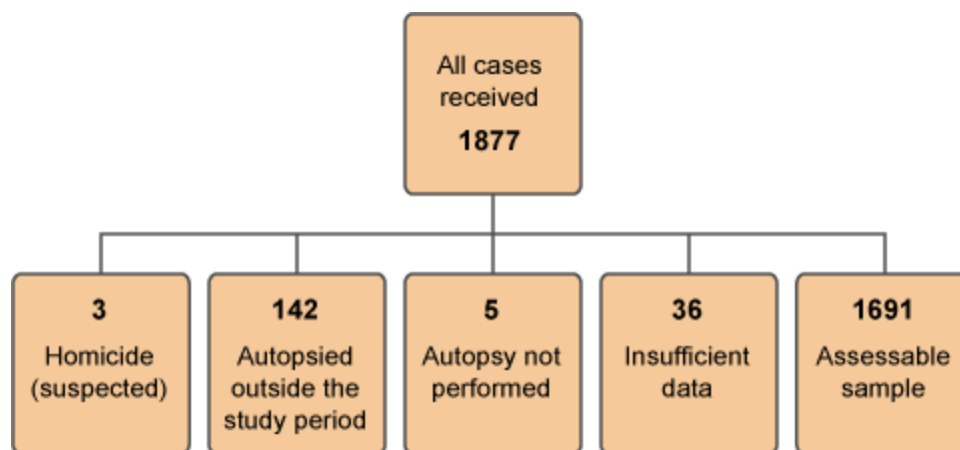 All cases
received
1877
3
Homicide
(suspected)
142
Autopsied
outside the
study period
5
Autopsy not
performed
36
Insufficient
data
1691
Assessable
sample